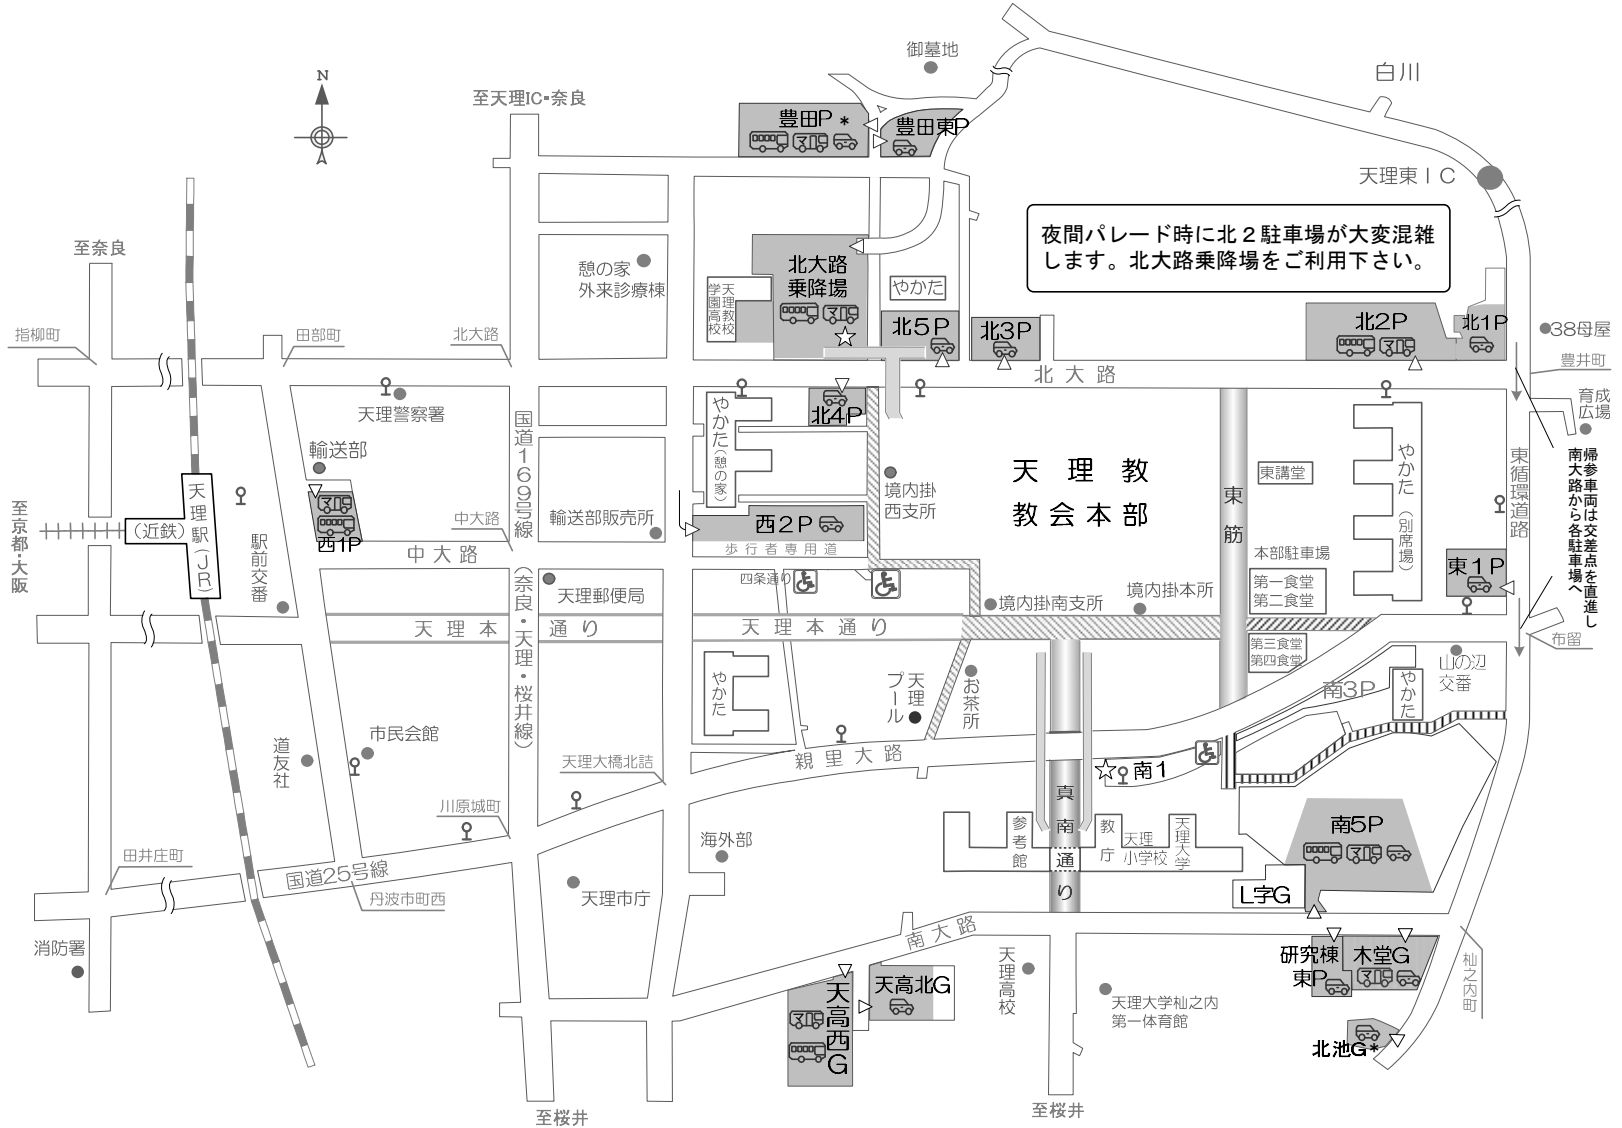 御墓地
白川
N
至天理IC・奈良
豊田P *
豊田東P
天理東IC
夜間パレード時に北２駐車場が大変混雑
します。北大路乗降場をご利用下さい。
至奈良
憩の家
外来診療棟
天理教校
学園高校
北大路
乗降場
やかた
北5P
北3P
北2P
北1P
38母屋
指柳町
田部町
北大路
豊井町
北大路
天理警察署
北4P
育成
広場
国道169号線
(奈良・天理・桜井線)
やかた(憩の家)
天理教
教会本部
東筋
東講堂
やかた(別席場)
東循環道路
帰参車両は交差点を直進し
南大路から各駐車場へ
輸送部
境内掛
西支所
天理駅(JR)
(近鉄)
至京都・大阪
西1P
中大路
輸送部販売所
西2P
歩行者専用道
中大路
駅前交番
四条通り
本部駐車場
東1P
天理郵便局
境内掛南支所
境内掛本所
第一食堂
第二食堂
天理本通り
天理本通り
第三食堂
第四食堂
布留
山の辺
交番
やかた
天理
プール
お茶所
南3P
やかた
市民会館
道友社
天理大橋北詰
親里大路
南1
川原城町
真南通り
参考館
教庁
天理
小学校
天理大学
南5P
田井庄町
海外部
国道25号線
丹波市町西
天理市庁
L字G
消防署
南大路
天理高校
研究棟
東P
木堂G
杣之内町
天高西G
天高北G
天理大学杣之内
第一体育館
北池G*
至桜井
至桜井